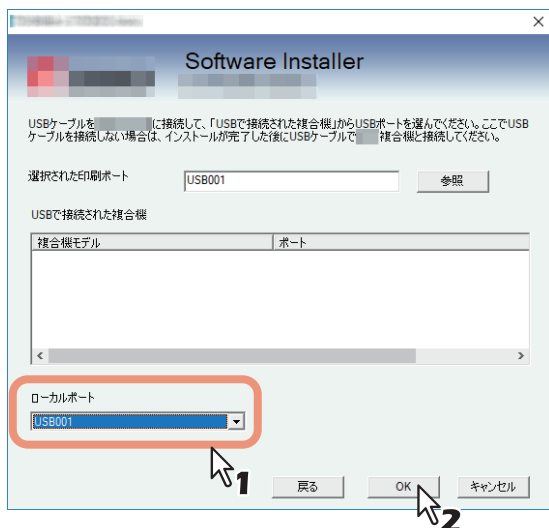 Software Installer
USBケーブルを に接続して、「USBで接続された複合機」からUSBポートを選んでください。ここでUSB
ケーブルを接続しない場合は、インストールが完了した後にUSBケーブルで 複合機と接続してください。
選択された印刷ポート USB001 参照
USBで接続された複合機
複合機モデル ポート
ローカルポート
USB001
1
戻る OK キャンセル
2